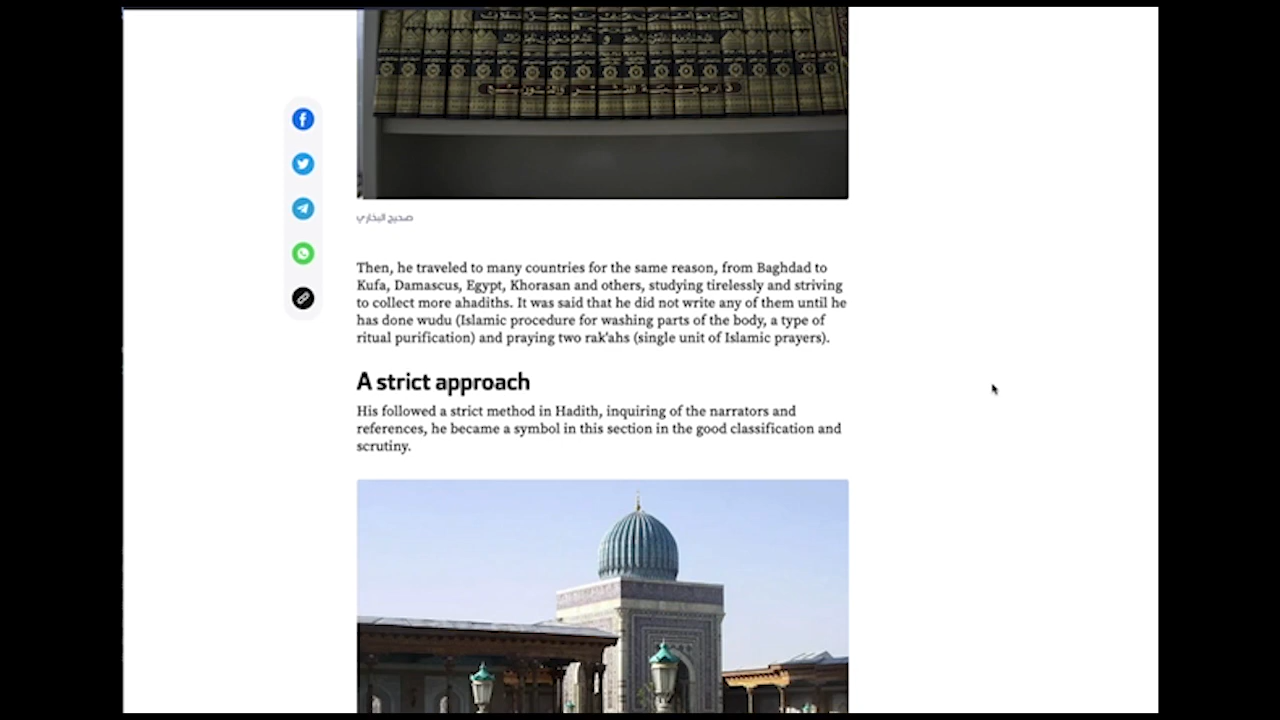 صحيح البخاري
Then, he traveled to many countries for the same reason, from Baghdad to
Kufa, Damascus, Egypt, Khorasan and others, studying tirelessly and striving
to collect more ahadiths. It was said that he did not write any of them until he
has done wudu (Islamic procedure for washing parts of the body, a type of
ritual purification) and praying two rak'ahs (single unit of Islamic prayers).
A strict approach
His followed a strict method in Hadith, inquiring of the narrators and
references, he became a symbol in this section in the good classification and
scrutiny.